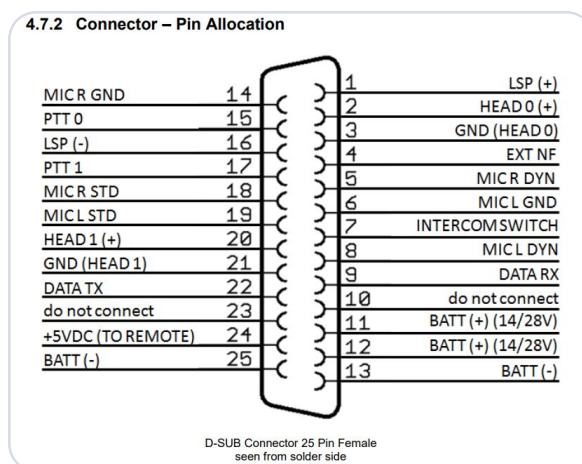 4.7.2 Connector – Pin Allocation
MIC R GND 14
PTT 0 15
LSP (-) 16
PTT 1 17
MIC R STD 18
MIC L STD 19
HEAD 1 (+) 20
GND (HEAD 1) 21
DATA TX 22
do not connect 23
+5VDC (TO REMOTE) 24
BATT (-) 25
1 LSP (+)
2 HEAD 0 (+)
3 GND (HEAD 0)
4 EXT NF
5 MIC R DYN
6 MIC L GND
7 INTERCOM SWITCH
8 MIC L DYN
9 DATA RX
10 do not connect
11 BATT (+) (14/28V)
12 BATT (+) (14/28V)
13 BATT (-)
D-SUB Connector 25 Pin Female
seen from solder side